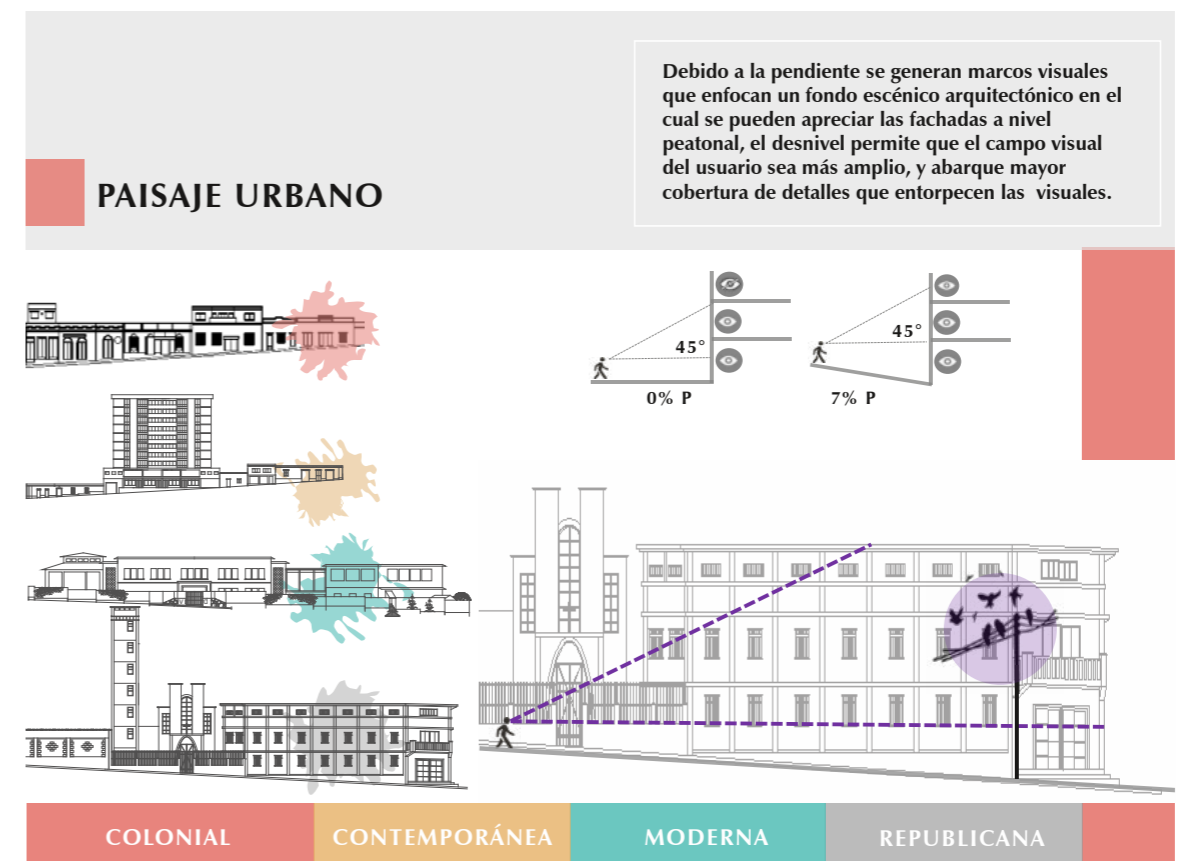 Debido a la pendiente se generan marcos visuales
que enfocan un fondo escénico arquitectónico en el
cual se pueden apreciar las fachadas a nivel
peatonal, el desnivel permite que el campo visual
del usuario sea más amplio, y abarque mayor
cobertura de detalles que entorpecen las visuales.
PAISAJE URBANO
45°
0% P
45°
7% P
COLONIAL
CONTEMPORÁNEA
MODERNA
REPUBLICANA